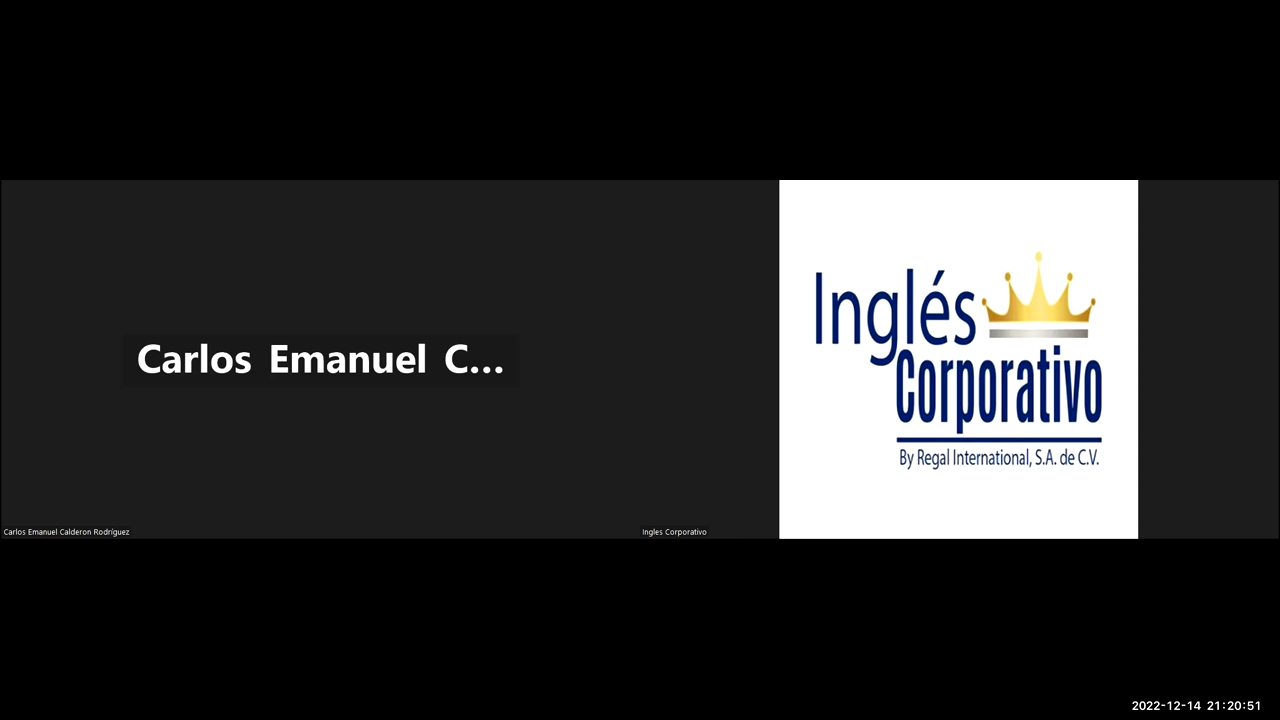 Carlos Emanuel C...
Inglés
Corporativo
By Regal International, S.A. de C.V.
Carlos Emanuel Calderon Rodríguez
Ingles Corporativo
2022-12-14 21:20:51